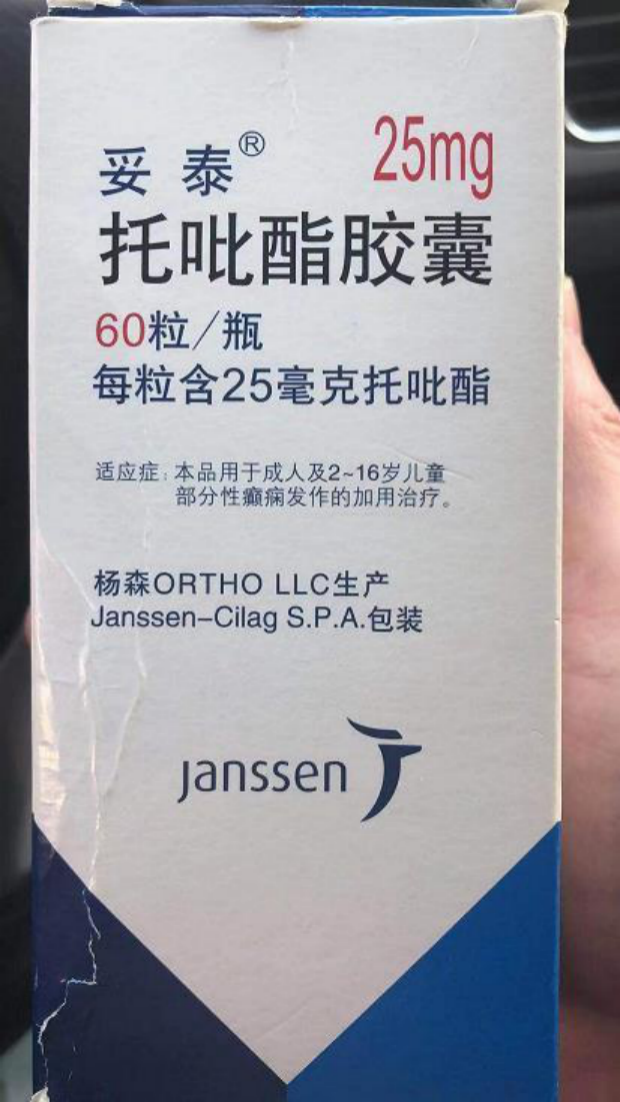 妥泰® 25mg
托吡酯胶囊
60粒/瓶
每粒含25毫克托吡酯
适应症:本品用于成人及2~16岁儿童
部分性癫痫发作的加用治疗。
杨森ORTHO LLC生产
Janssen-Cilag S.P.A.包装
janssen